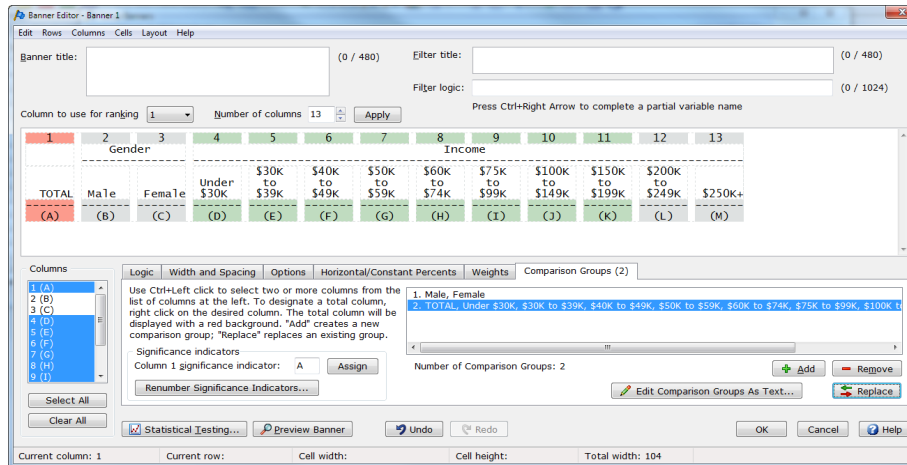 Banner Editor - Banner 1
Edit Rows Columns Cells Layout Help
Banner title: (0 / 480) Filter title: (0 / 480)
Filter logic: (0 / 1024)
Press Ctrl+Right Arrow to complete a partial variable name
Column to use for ranking 1 Number of columns 13 Apply
1 2 3 4 5 6 7 8 9 10 11 12 13
Gender Income
$30K $40K $50K $60K $75K $100K $150K $200K
Under to to to to to to to to
TOTAL Male Female $30K $39K $49K $59K $74K $99K $149K $199K $249K $250K+
(A) (B) (C) (D) (E) (F) (G) (H) (I) (J) (K) (L) (M)
Columns
1 (A)
2 (B)
3 (C)
4 (D)
5 (E)
6 (F)
7 (G)
8 (H)
9 (I)
Select All
Clear All
Logic Width and Spacing Options Horizontal/Constant Percents Weights Comparison Groups (2)
Use Ctrl+Left click to select two or more columns from the
list of columns at the left. To designate a total column,
right click on the desired column. The total column will be
displayed with a red background. "Add" creates a new
comparison group; "Replace" replaces an existing group.
Significance indicators
Column 1 significance indicator: A Assign
Renumber Significance Indicators...
1. Male, Female
2. TOTAL, Under $30K, $30K to $39K, $40K to $49K, $50K to $59K, $60K to $74K, $75K to $99K, $100K to
Number of Comparison Groups: 2 Add Remove
Edit Comparison Groups As Text... Replace
Statistical Testing... Preview Banner Undo Redo OK Cancel Help
Current column: 1 Current row: Cell width: Cell height: Total width: 104